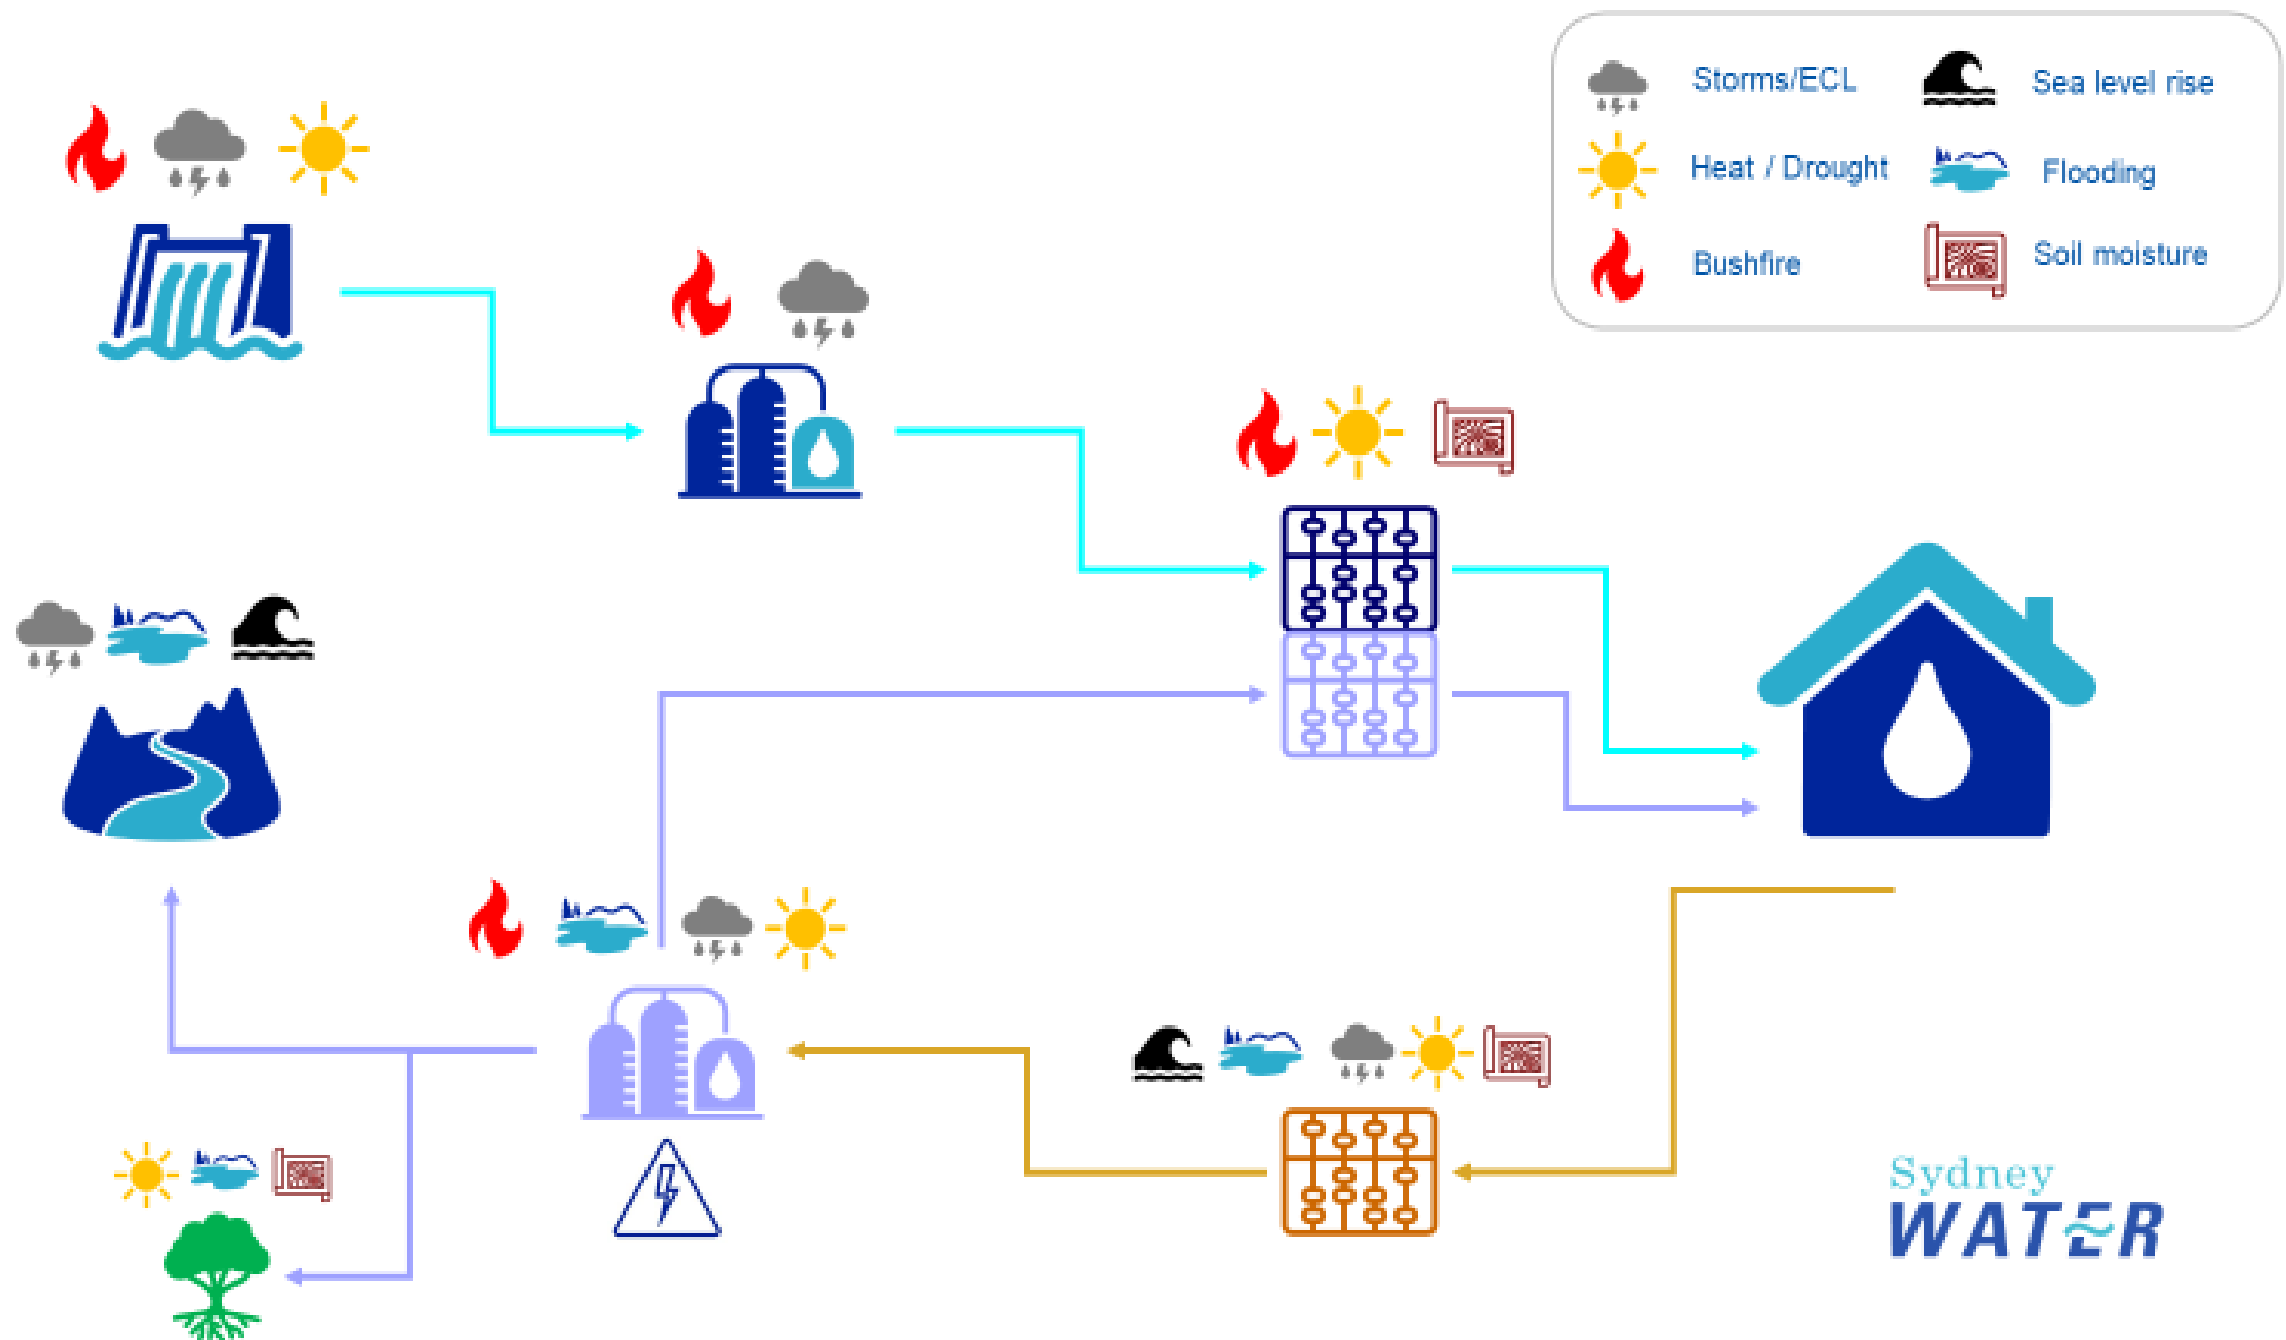 Storms/ECL
Sea level rise
Heat / Drought
Flooding
Bushfire
Soil moisture
Sydney
WATER